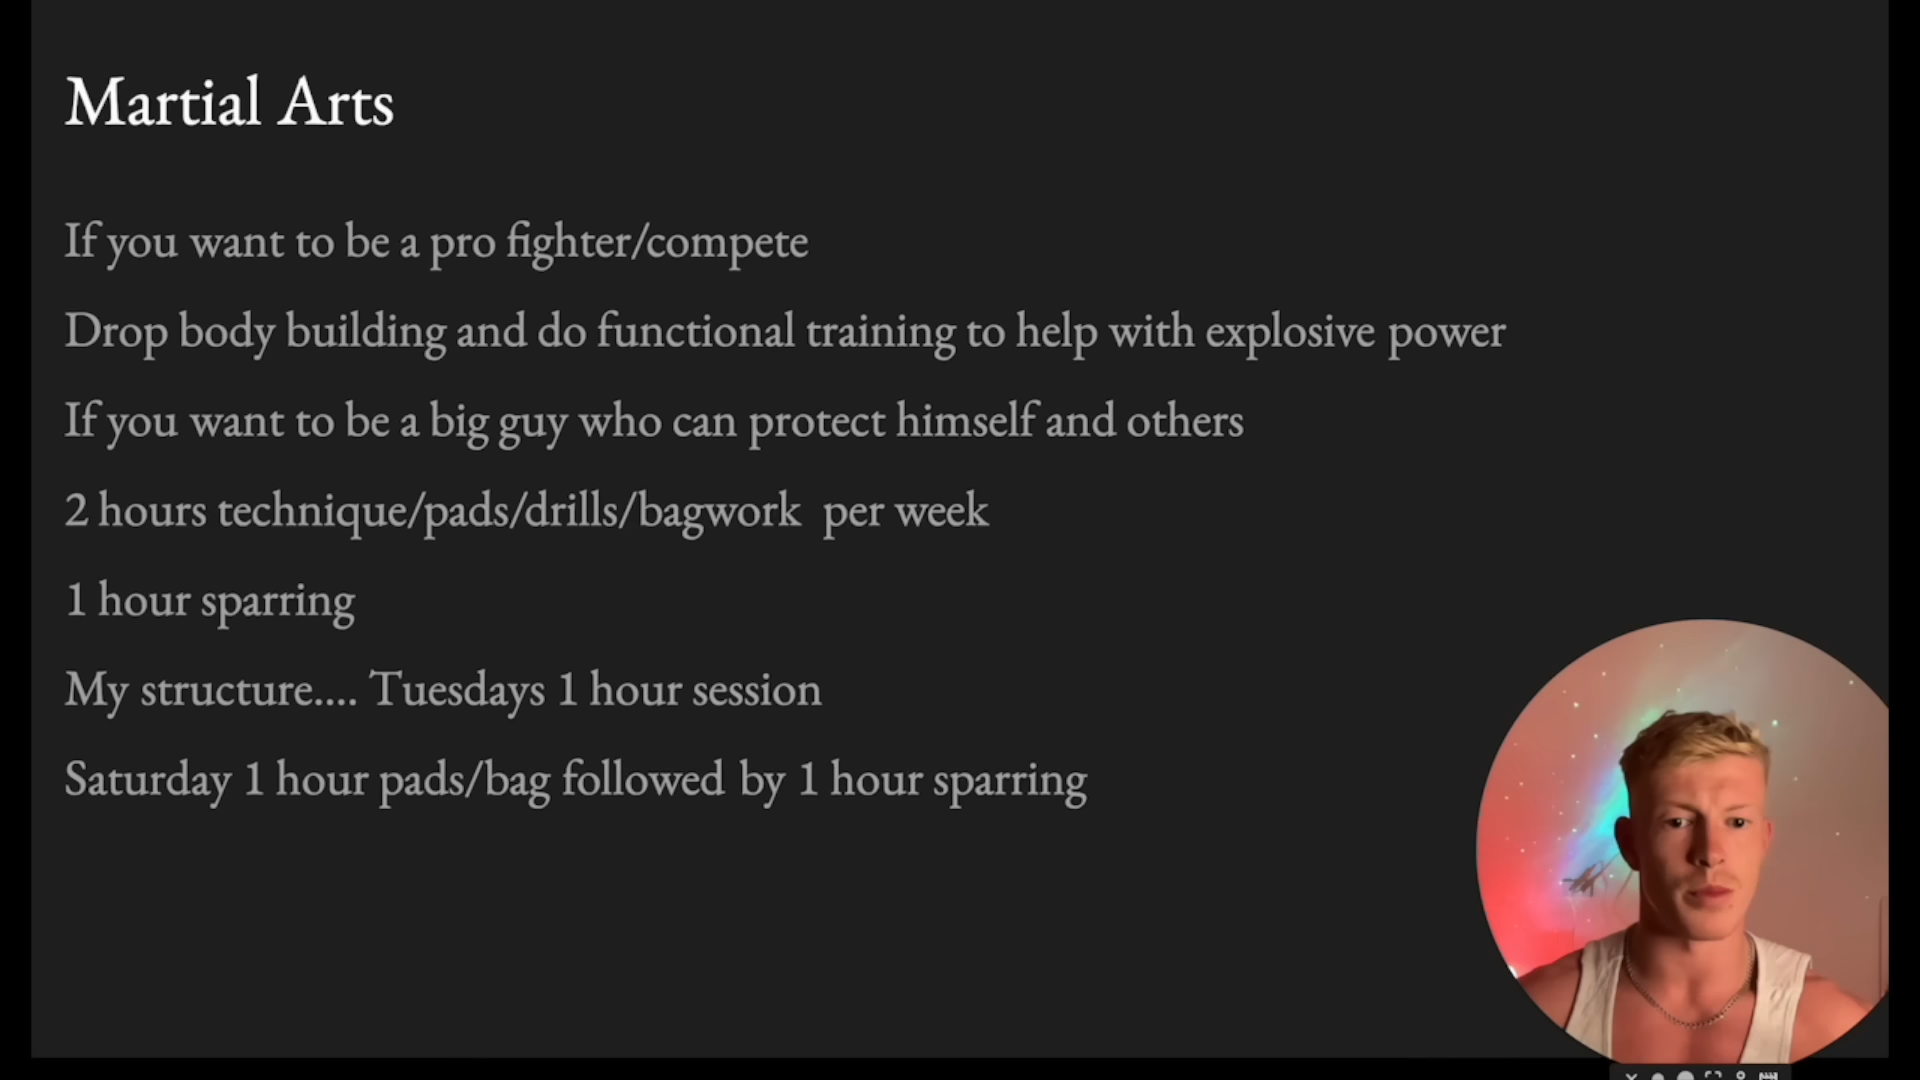 Martial Arts
If you want to be a pro fighter/compete
Drop body building and do functional training to help with explosive power
If you want to be a big guy who can protect himself and others
2 hours technique/pads/drills/bagwork  per week
1 hour sparring
My structure.... Tuesdays 1 hour session
Saturday 1 hour pads/bag followed by 1 hour sparring